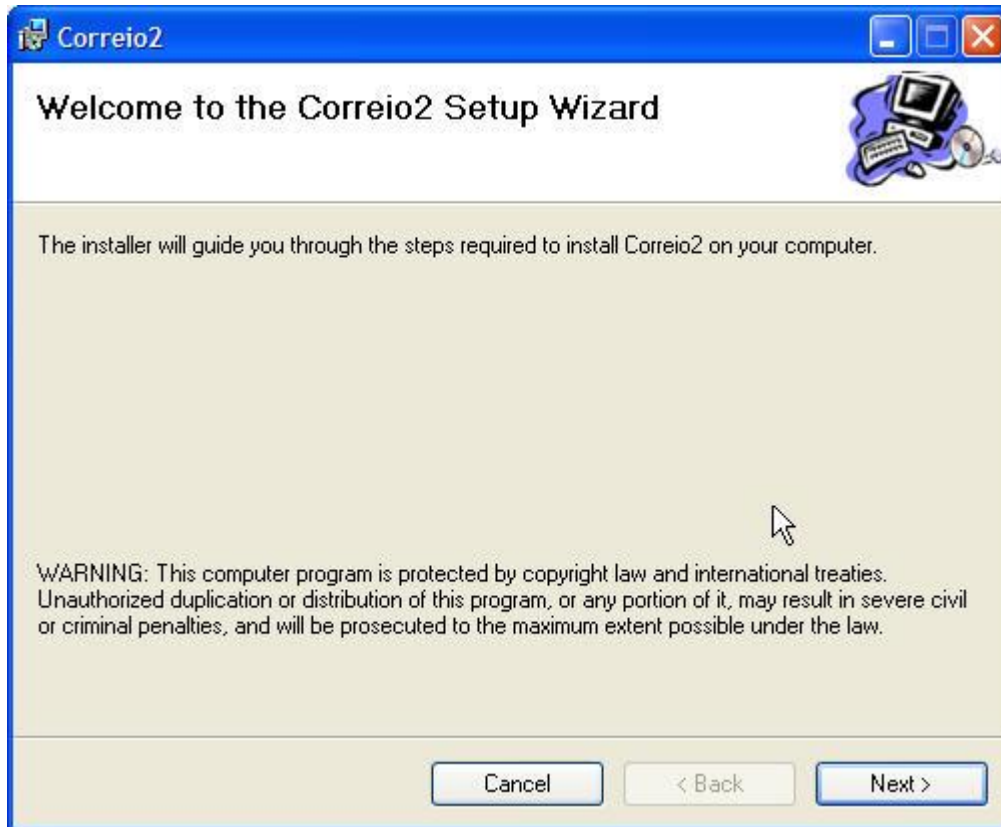 Correio2
Welcome to the Correio2 Setup Wizard
The installer will guide you through the steps required to install Correio2 on your computer.
WARNING: This computer program is protected by copyright law and international treaties.
Unauthorized duplication or distribution of this program, or any portion of it, may result in severe civil
or criminal penalties, and will be prosecuted to the maximum extent possible under the law.
Cancel
< Back
Next >